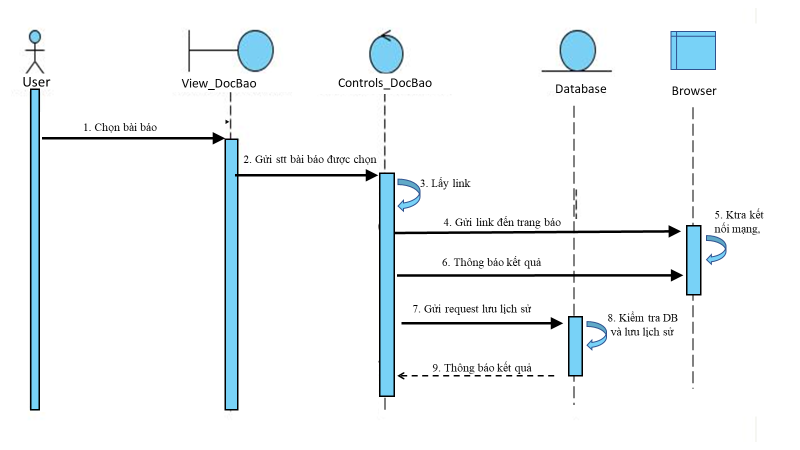 User
View_DocBao
Controls_DocBao
Database
Browser
1. Chọn bài báo
2. Gửi stt bài báo được chọn
3. Lấy link
4. Gửi link đến trang báo
5. Ktra kết
nối mạng,
6. Thông báo kết quả
7. Gửi request lưu lịch sử
8. Kiểm tra DB
và lưu lịch sử
9. Thông báo kết quả